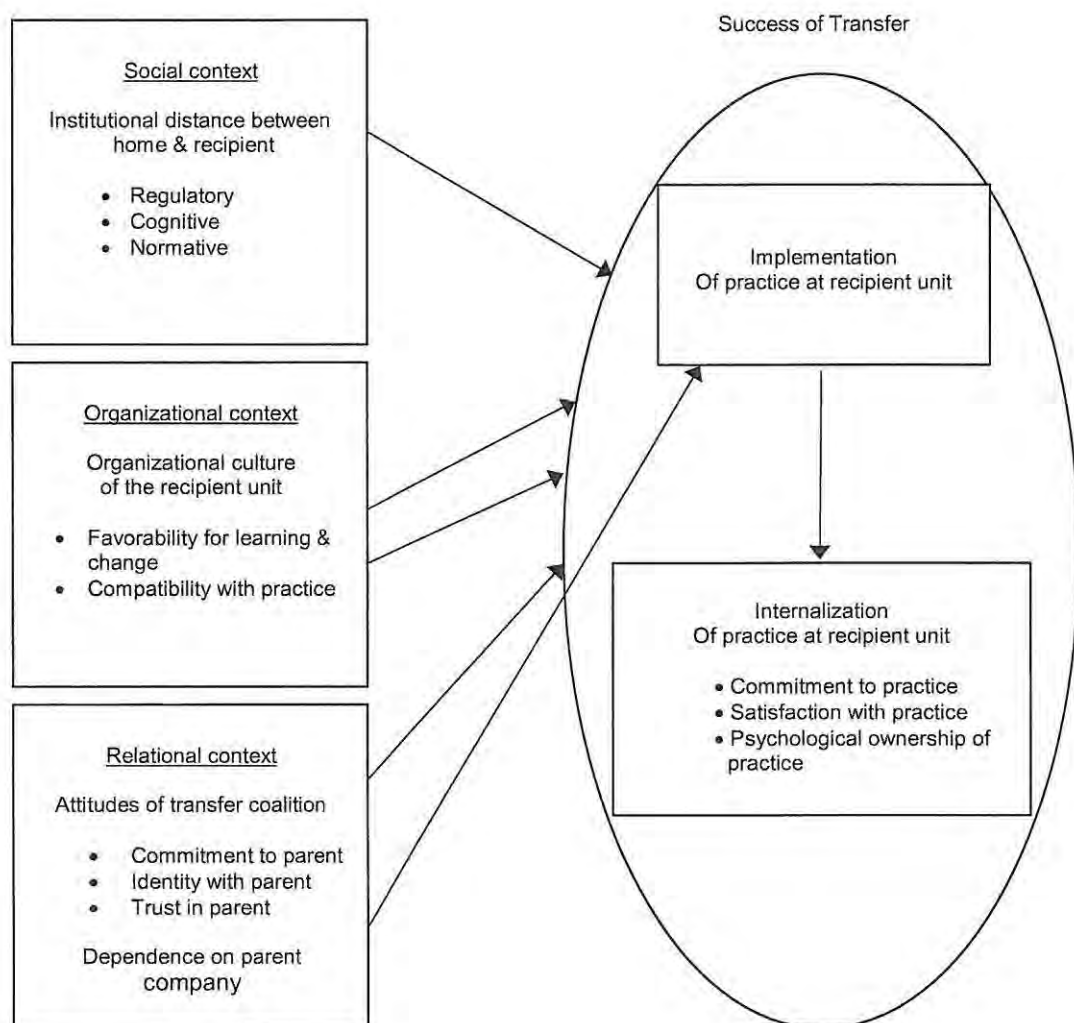 Success of Transfer
Social context
Institutional distance between
home & recipient
• Regulatory
• Cognitive
• Normative
Organizational context
Organizational culture
of the recipient unit
• Favorability for learning &
change
• Compatibility with practice
Relational context
Attitudes of transfer coalition
• Commitment to parent
• Identity with parent
• Trust in parent
Dependence on parent
company
Implementation
Of practice at recipient unit
Internalization
Of practice at recipient unit
• Commitment to practice
• Satisfaction with practice
• Psychological ownership of
practice